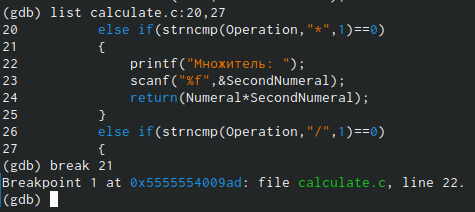 (gdb) list calculate.c:20,27
20 else if(strncmp(Operation,"*",1)==0)
21 {
22 printf("Множитель: ");
23 scanf("%f",&SecondNumeral);
24 return(Numeral*SecondNumeral);
25 }
26 else if(strncmp(Operation,"/",1)==0)
27 {
(gdb) break 21
Breakpoint 1 at 0x5555554009ad: file calculate.c, line 22.
(gdb)